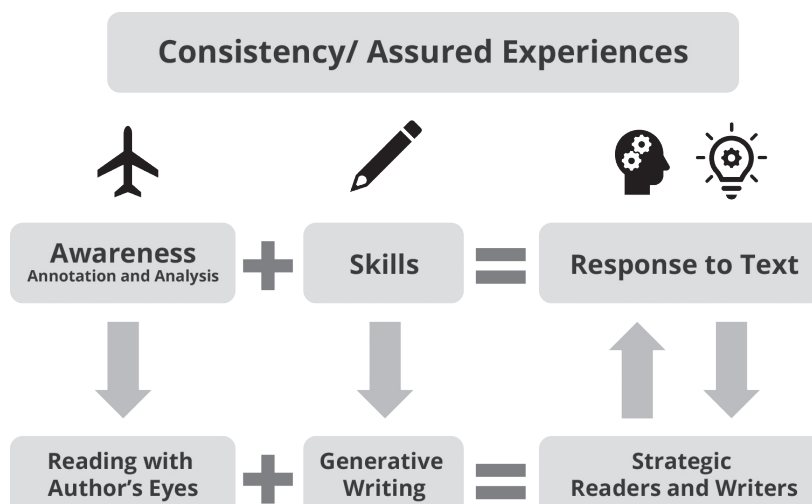 Consistency/ Assured Experiences
Awareness
Annotation and Analysis
+
Skills
=
Response to Text
Reading with
Author's Eyes
+
Generative
Writing
=
Strategic
Readers and Writers